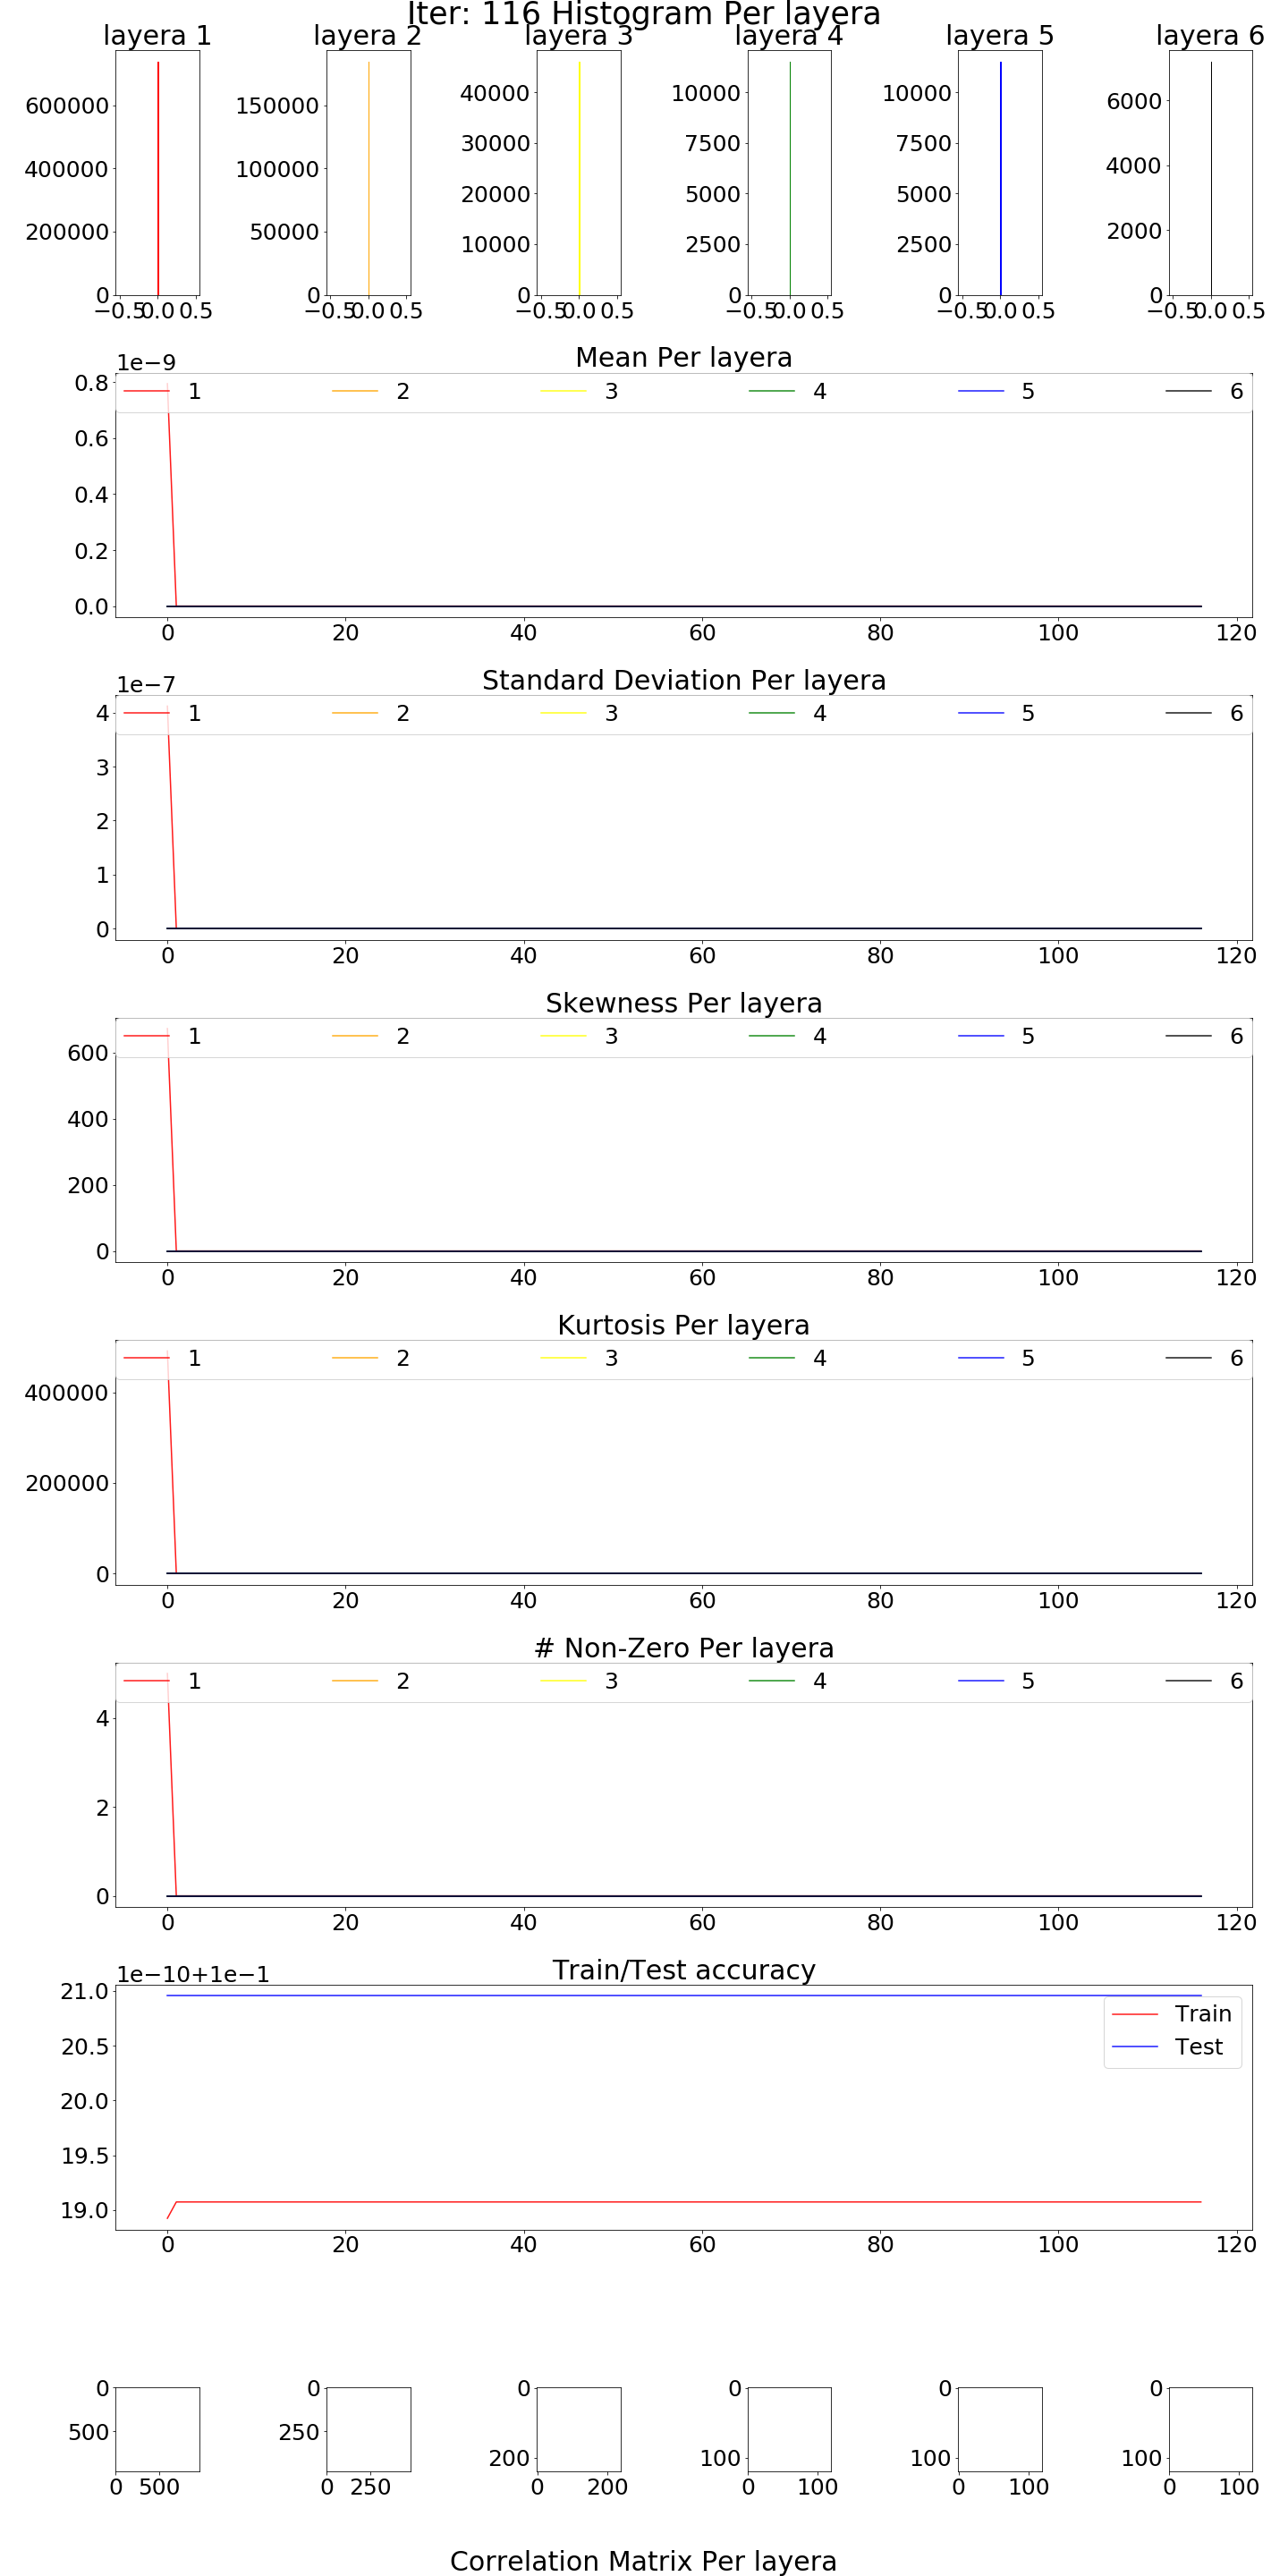 Iter: 116 Histogram Per layera
layera 1 layera 2 layera 3 layera 4 layera 5 layera 6
600000 400000 200000 0
150000 100000 50000 0
40000 30000 20000 10000 0
10000 7500 5000 2500 0
10000 7500 5000 2500 0
6000 4000 2000 0
−0.5 0.0 0.5 −0.5 0.0 0.5 −0.5 0.0 0.5 −0.5 0.0 0.5 −0.5 0.0 0.5 −0.5 0.0 0.5
Mean Per layera
1e−9
1 2 3 4 5 6
0.8
0.6
0.4
0.2
0.0
0 20 40 60 80 100 120
Standard Deviation Per layera
1e−7
1 2 3 4 5 6
4
3
2
1
0
0 20 40 60 80 100 120
Skewness Per layera
1 2 3 4 5 6
600
400
200
0
0 20 40 60 80 100 120
Kurtosis Per layera
1 2 3 4 5 6
400000
200000
0
0 20 40 60 80 100 120
# Non-Zero Per layera
1 2 3 4 5 6
4
2
0
0 20 40 60 80 100 120
Train/Test accuracy
1e−10+1e−1
21.0
20.5
20.0
19.5
19.0
Train
Test
0 20 40 60 80 100 120
0 500
0 250
0 200
0 100
0 100
0 100
0 500 0 250 0 200 0 100 0 100 0 100
Correlation Matrix Per layera